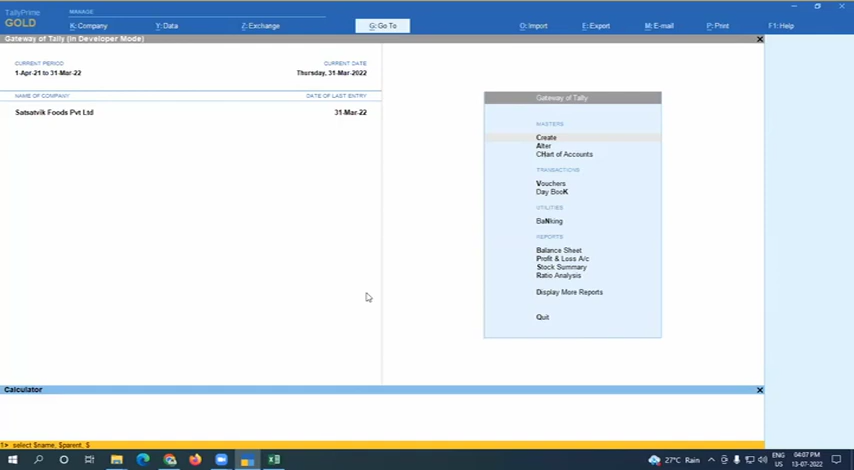 TallyPrime
GOLD
MANAGE
K: Company
Y: Data
Z: Exchange
G: Go To
O: Import
E: Export
M: E-mail
P: Print
F1: Help
Gateway of Tally (In Developer Mode)
CURRENT PERIOD
CURRENT DATE
1-Apr-21 to 31-Mar-22
Thursday, 31-Mar-2022
NAME OF COMPANY
DATE OF LAST ENTRY
Satsatvik Foods Pvt Ltd
31-Mar-22
Gateway of Tally
MASTERS
Create
Alter
CHart of Accounts
TRANSACTIONS
Vouchers
Day BooK
UTILITIES
BaNking
REPORTS
Balance Sheet
Profit & Loss A/c
Stock Summary
Ratio Analysis
Display More Reports
Quit
Calculator
1> select $name, $parent, $
27°C Rain
ENG
IN
04:07 PM
13-07-2022